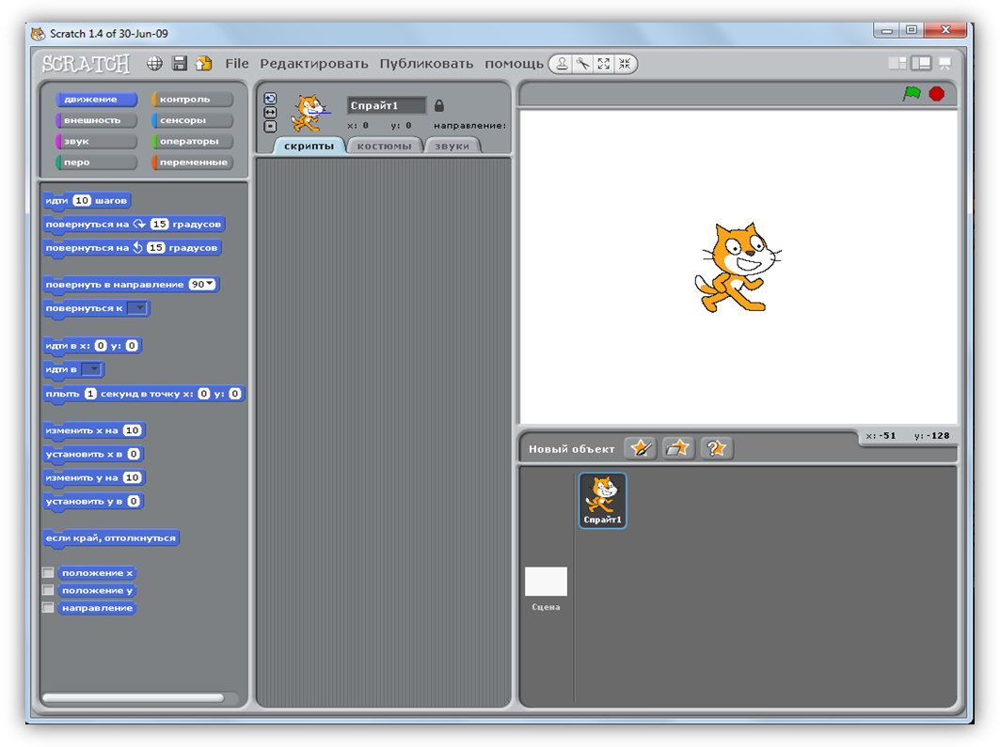 Scratch 1.4 of 30-Jun-09
SCRATCH File Редактировать Публиковать помощь
движение контроль
внешность сенсоры
звук операторы
перо переменные
идти 10 шагов
повернуться на 15 градусов
повернуться на 15 градусов
повернуть в направление 90
повернуться к
идти в x: 0 y: 0
идти в
плыть 1 секунд в точку x: 0 y: 0
изменить x на 10
установить x в 0
изменить y на 10
установить y в 0
если край, оттолкнуться
положение x
положение y
направление
Спрайт1
x: 0 y: 0 направление:
скрипты костюмы звуки
x: -51 y: -128
Новый объект
Спрайт1
Сцена